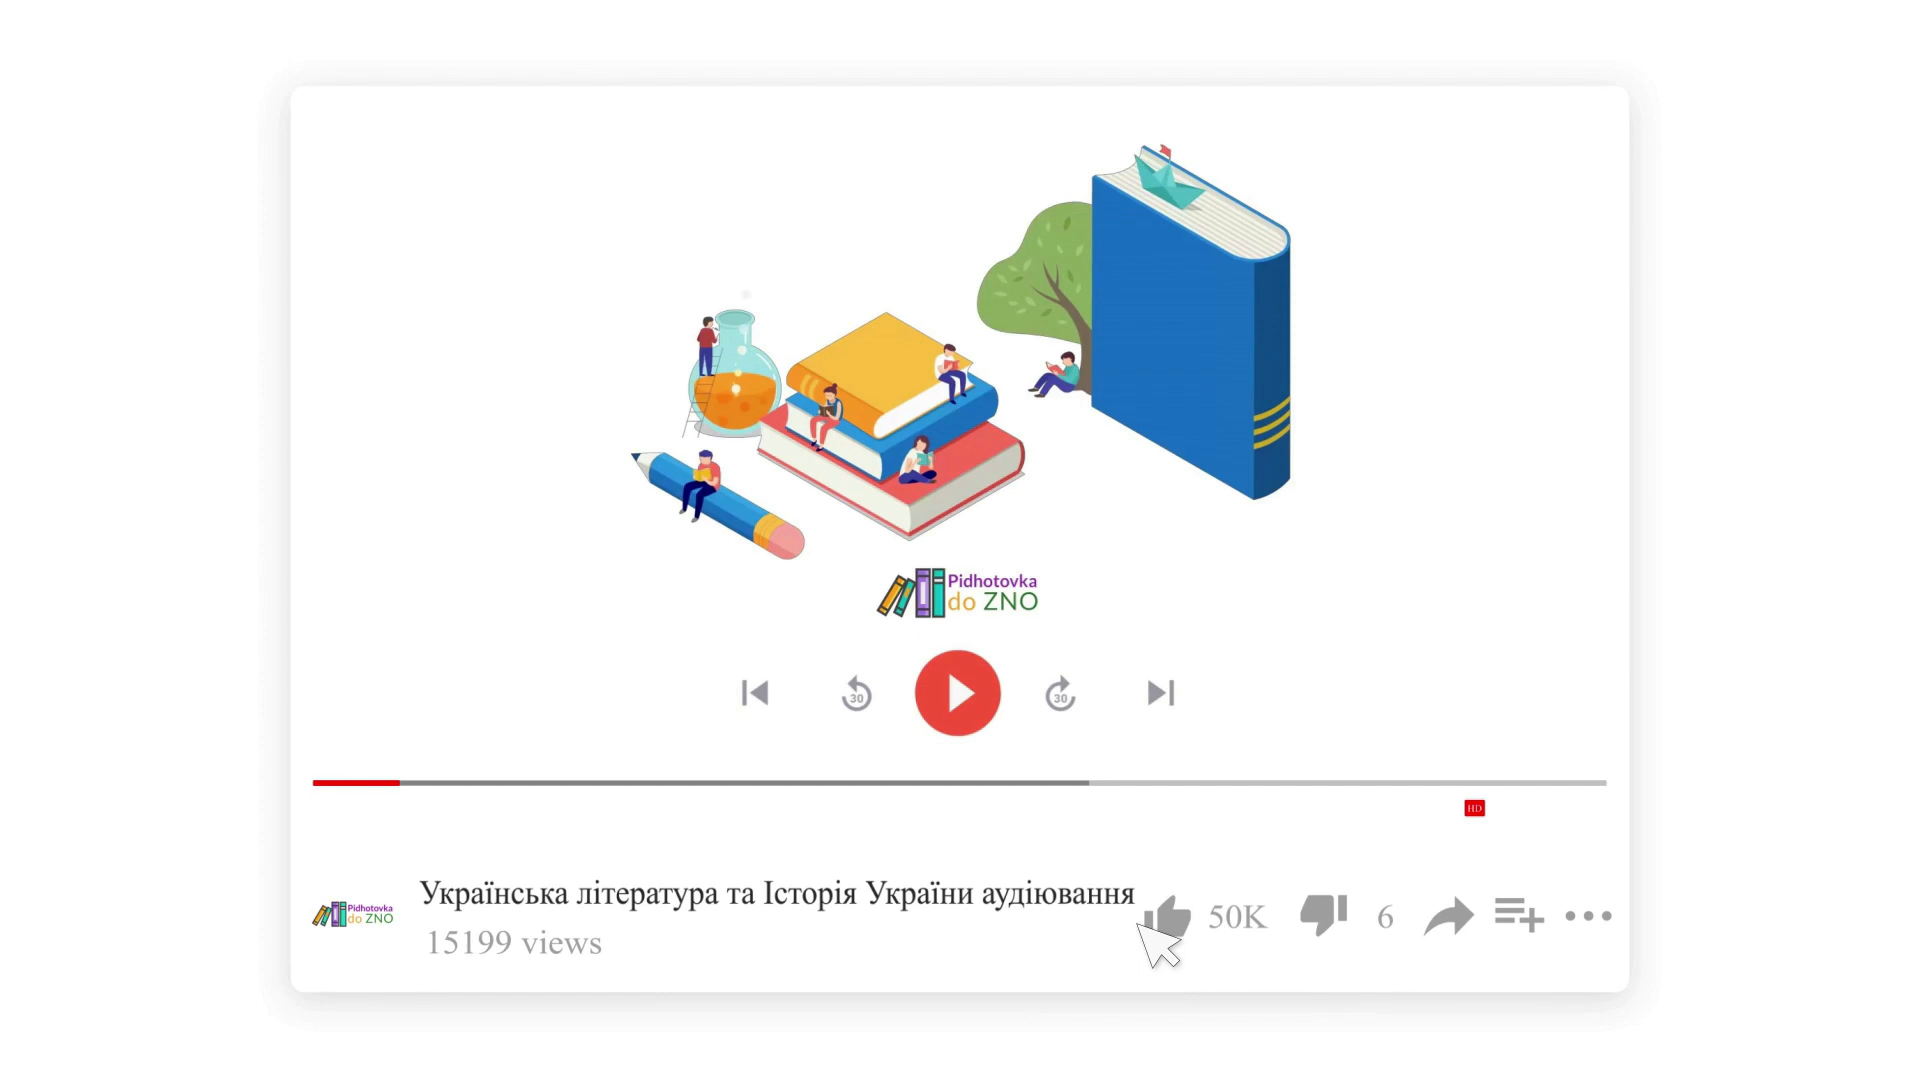 Pidhotovka
do ZNO
30
30
HD
Pidhotovka
do ZNO
Українська література та Історія України аудіювання
15199 views
50K
6